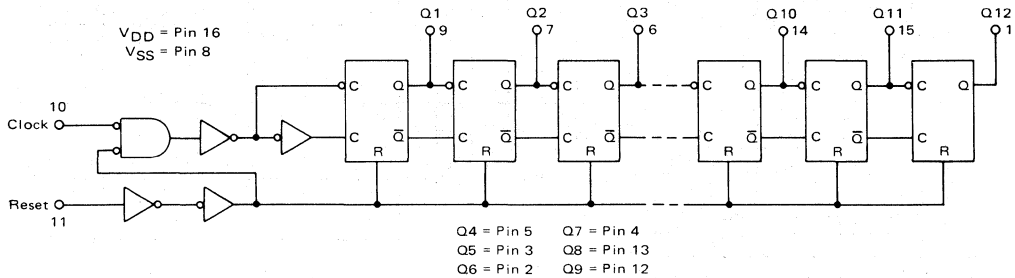 VDD = Pin 16
VSS = Pin 8
Q1
9
Q2
7
Q3
6
Q10
14
Q11
15
Q12
1
Clock
10
Reset
11
C Q
C Q̅
R
C Q
C Q̅
R
C Q
C Q̅
R
C Q
C Q̅
R
C Q
C Q̅
R
C Q
C
R
Q4 = Pin 5 Q7 = Pin 4
Q5 = Pin 3 Q8 = Pin 13
Q6 = Pin 2 Q9 = Pin 12